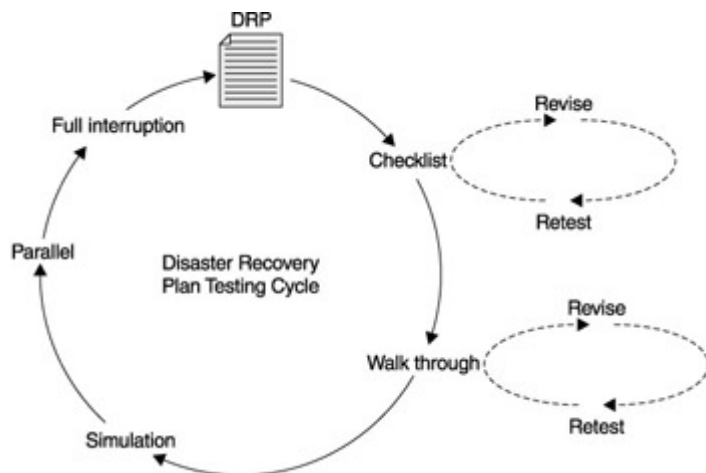 DRP
Revise
Full interruption
Checklist
Retest
Parallel
Disaster Recovery
Plan Testing Cycle
Revise
Walk through
Retest
Simulation